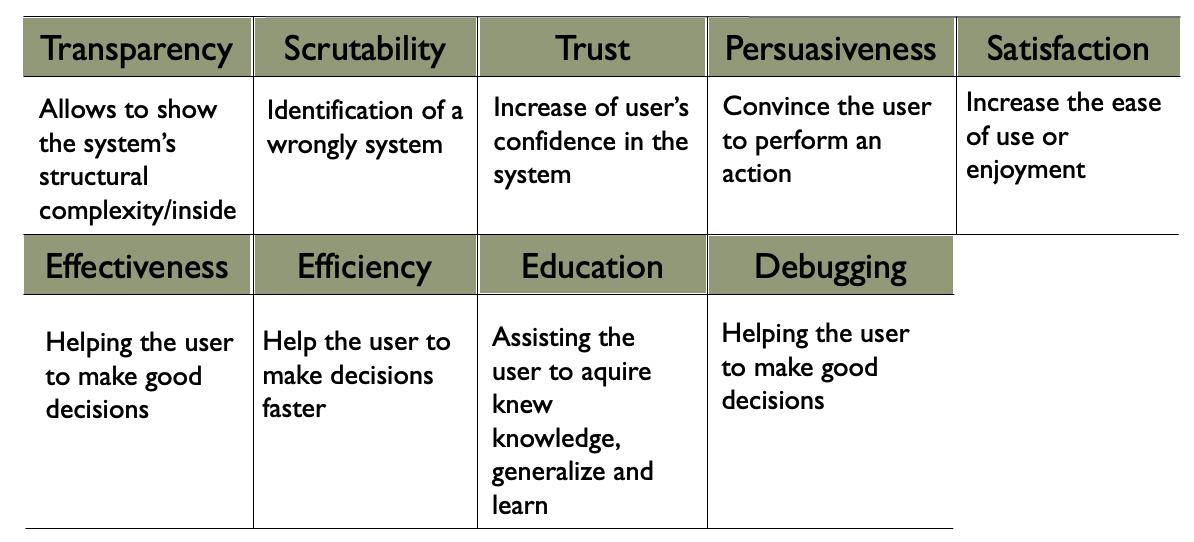 Transparency
Scrutability
Trust
Persuasiveness
Satisfaction
Allows to show
the system's
structural
complexity/inside
Identification of a
wrongly system
Increase of user's
confidence in the
system
Convince the user
to perform an
action
Increase the ease
of use or
enjoyment
Effectiveness
Efficiency
Education
Debugging
Helping the user
to make good
decisions
Help the user to
make decisions
faster
Assisting the
user to aquire
knew
knowledge,
generalize and
learn
Helping the user
to make good
decisions